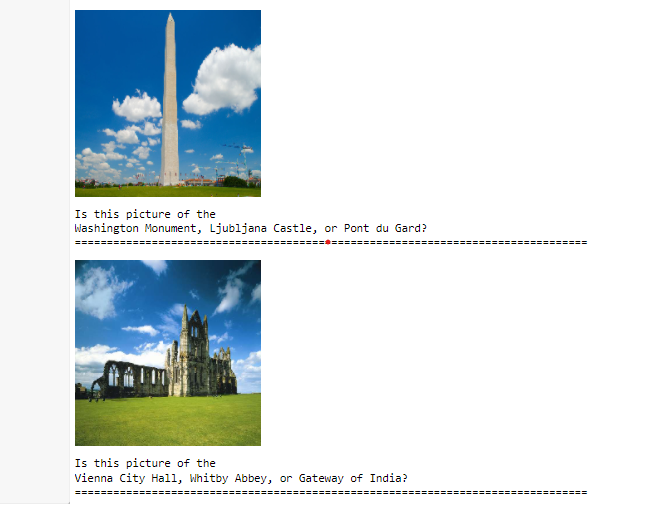 Is this picture of the
Washington Monument, Ljubljana Castle, or Pont du Gard?
================================================================================
Is this picture of the
Vienna City Hall, Whitby Abbey, or Gateway of India?
================================================================================